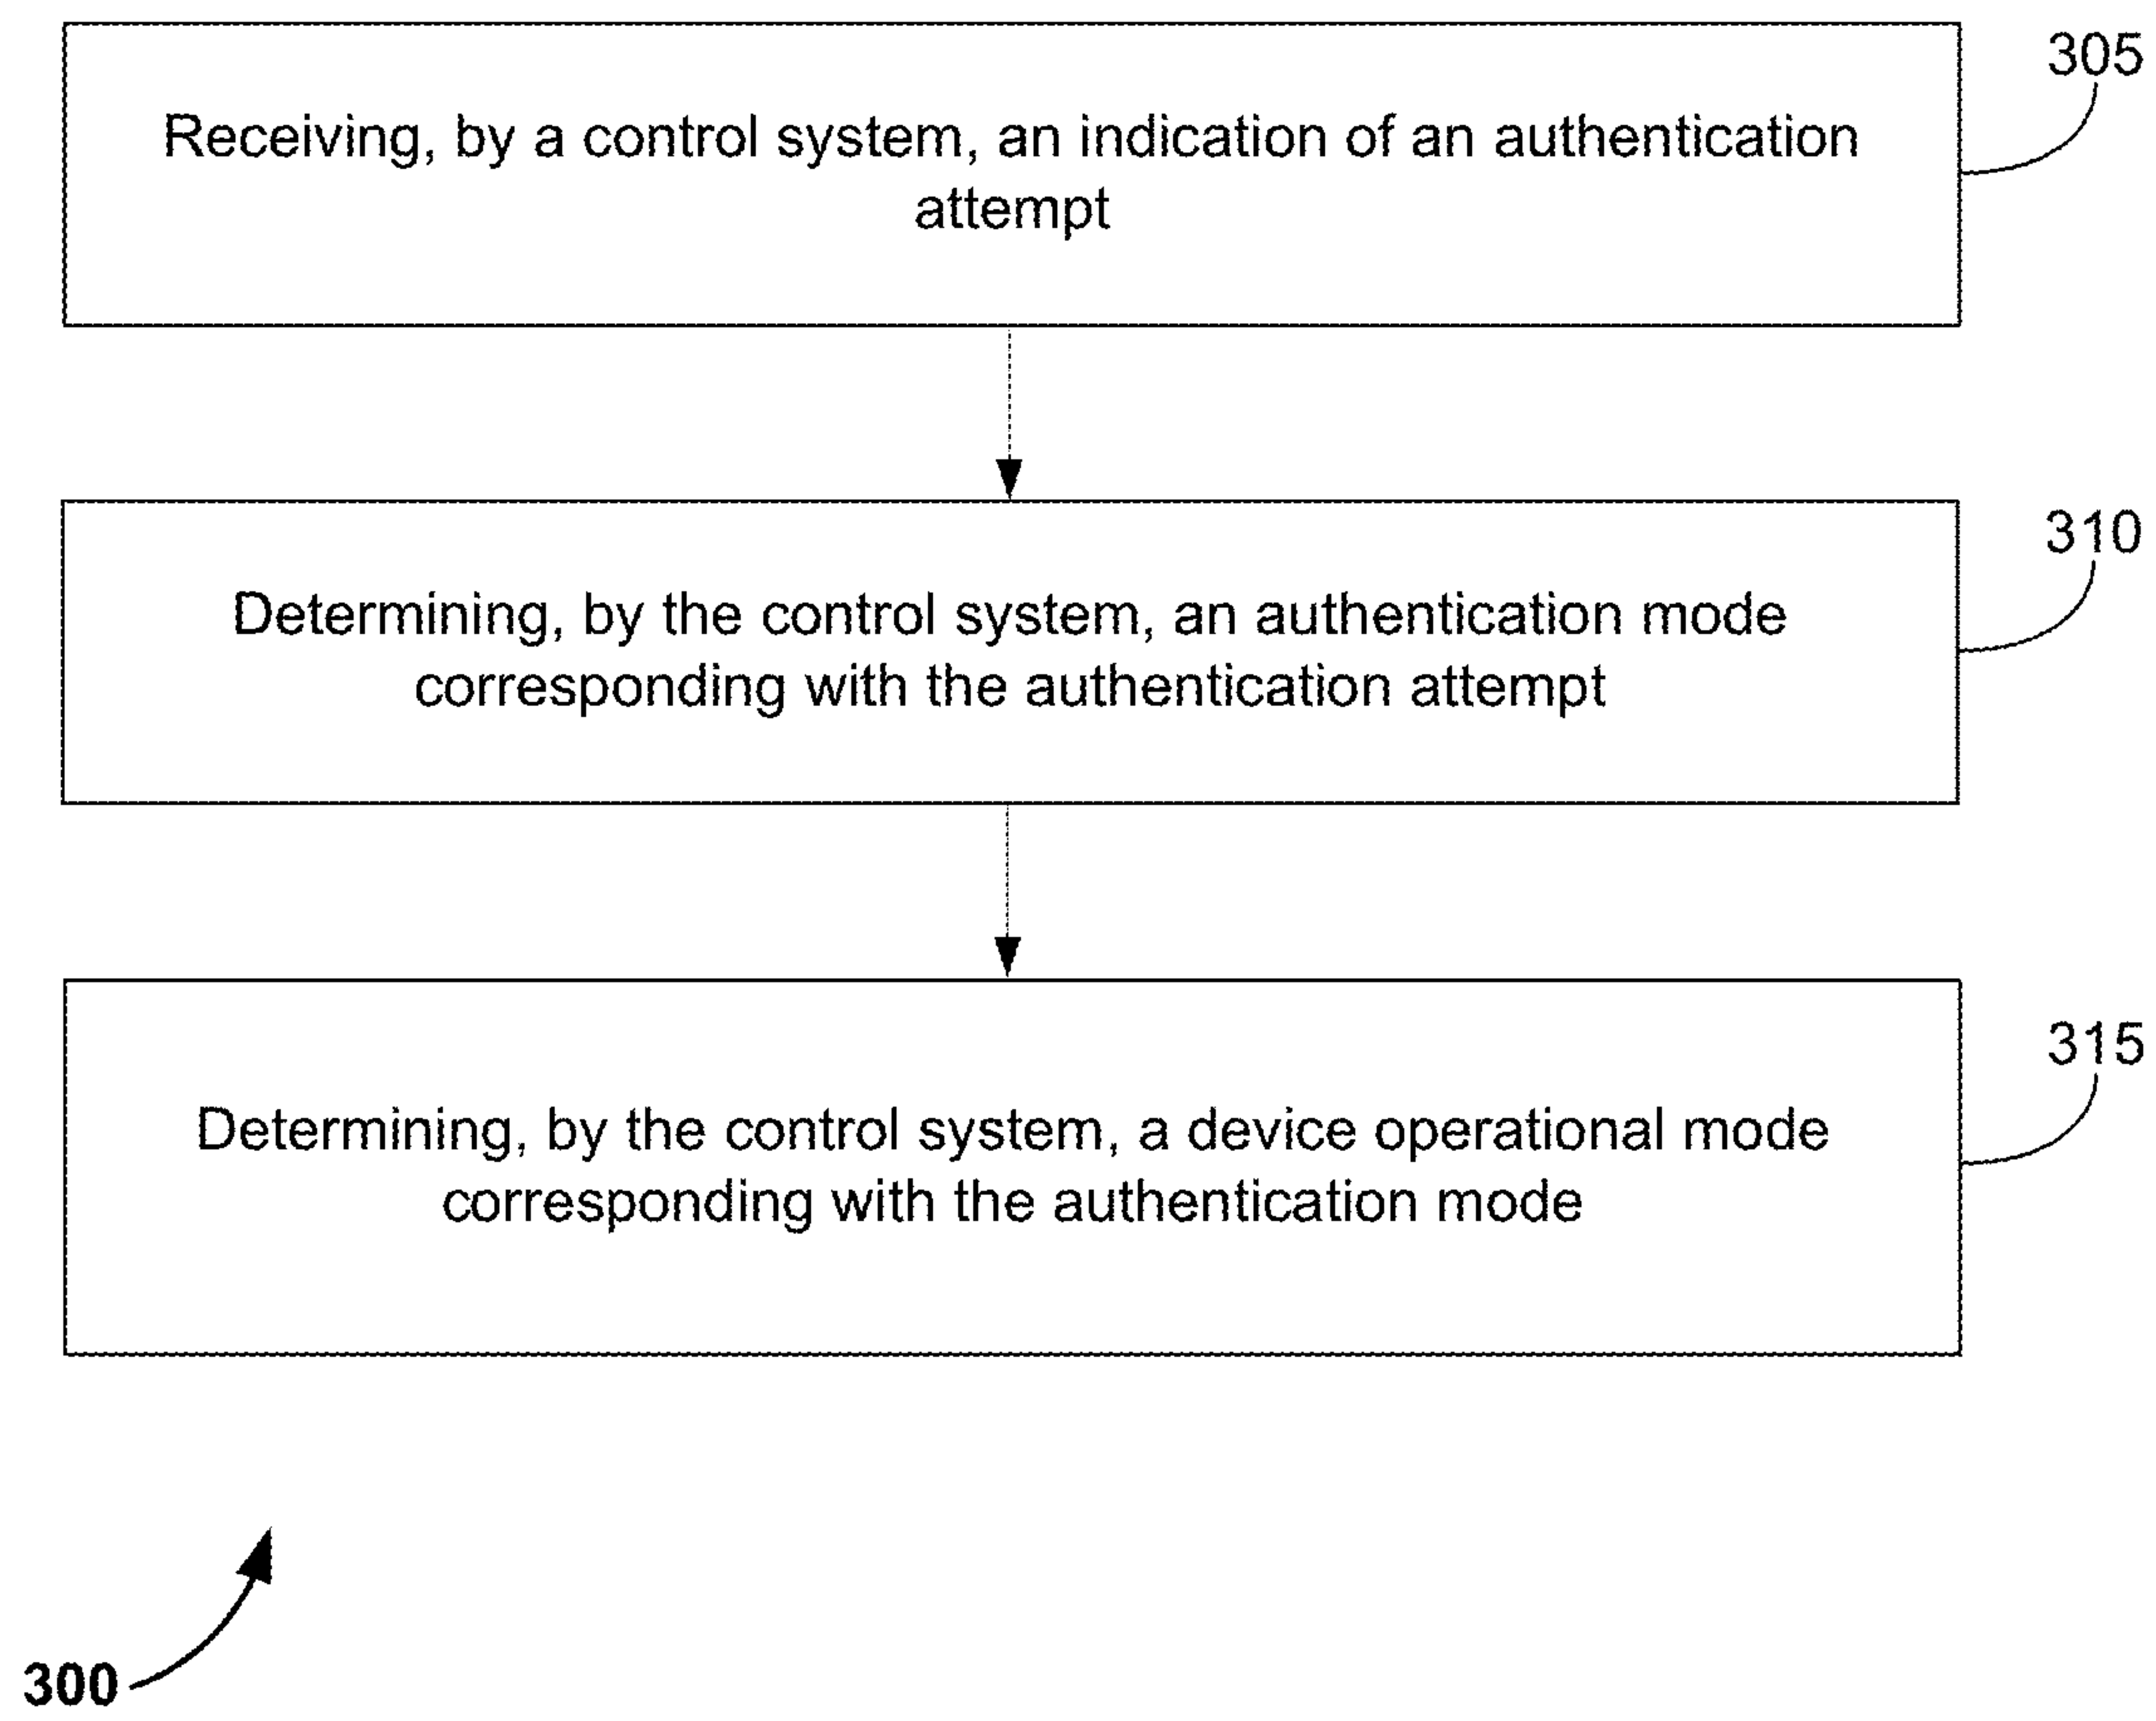 305
Receiving, by a control system, an indication of an authentication
attempt
310
Determining, by the control system, an authentication mode
corresponding with the authentication attempt
315
Determining, by the control system, a device operational mode
corresponding with the authentication mode
300